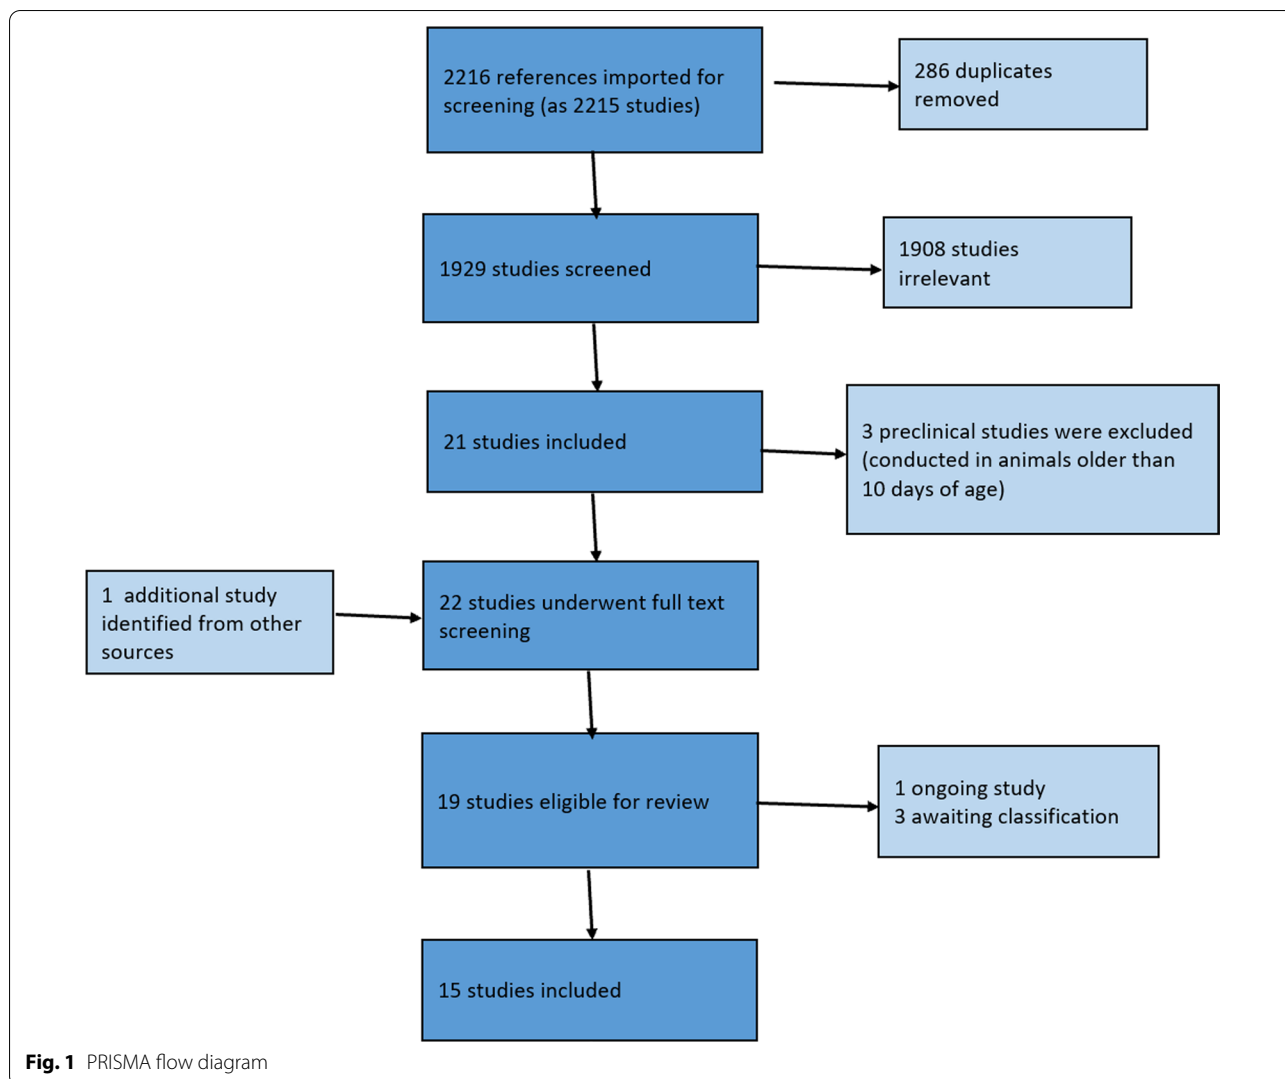 2216 references imported for
screening (as 2215 studies)
286 duplicates
removed
1929 studies screened
1908 studies
irrelevant
21 studies included
3 preclinical studies were excluded
(conducted in animals older than
10 days of age)
1 additional study
identified from other
sources
22 studies underwent full text
screening
19 studies eligible for review
1 ongoing study
3 awaiting classification
15 studies included
Fig. 1 PRISMA flow diagram